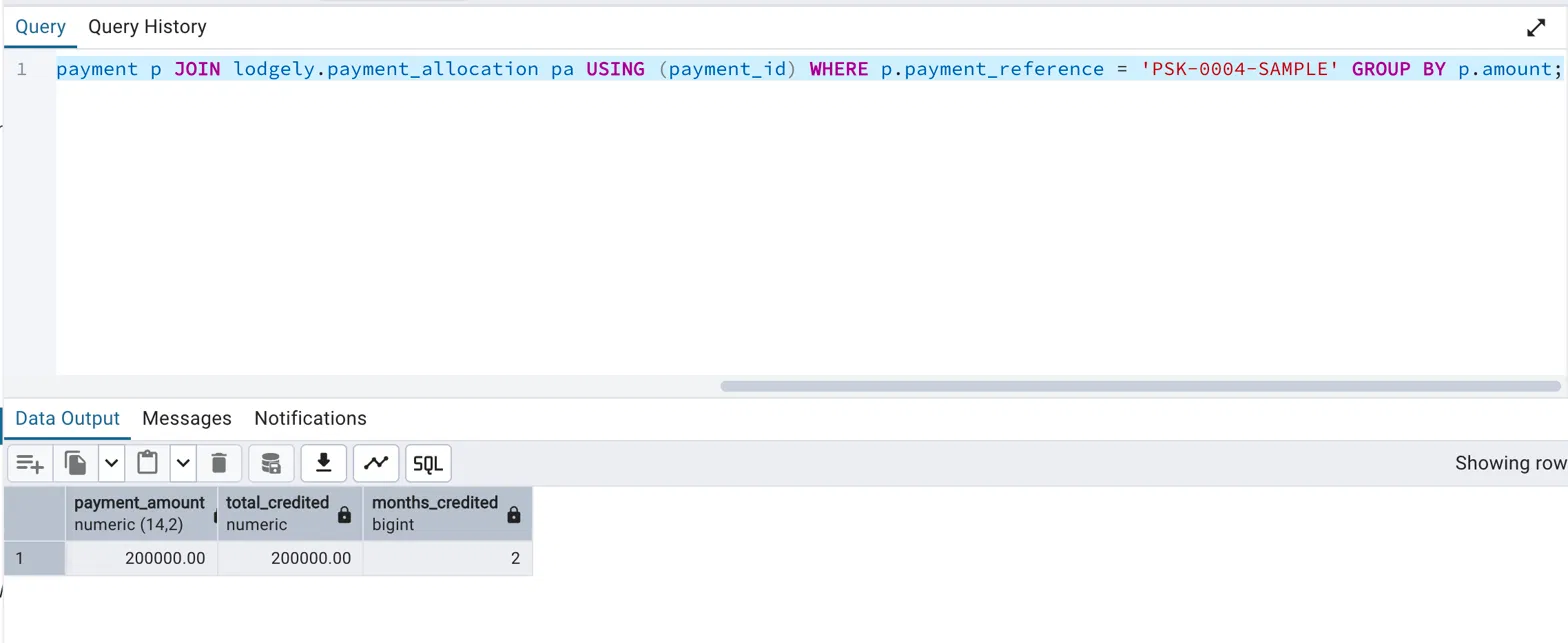 Query Query History
1 payment p JOIN lodgely.payment_allocation pa USING (payment_id) WHERE p.payment_reference = 'PSK-0004-SAMPLE' GROUP BY p.amount;
Data Output Messages Notifications
SQL Showing row
payment_amount total_credited months_credited
numeric (14,2) numeric bigint
1 200000.00 200000.00 2